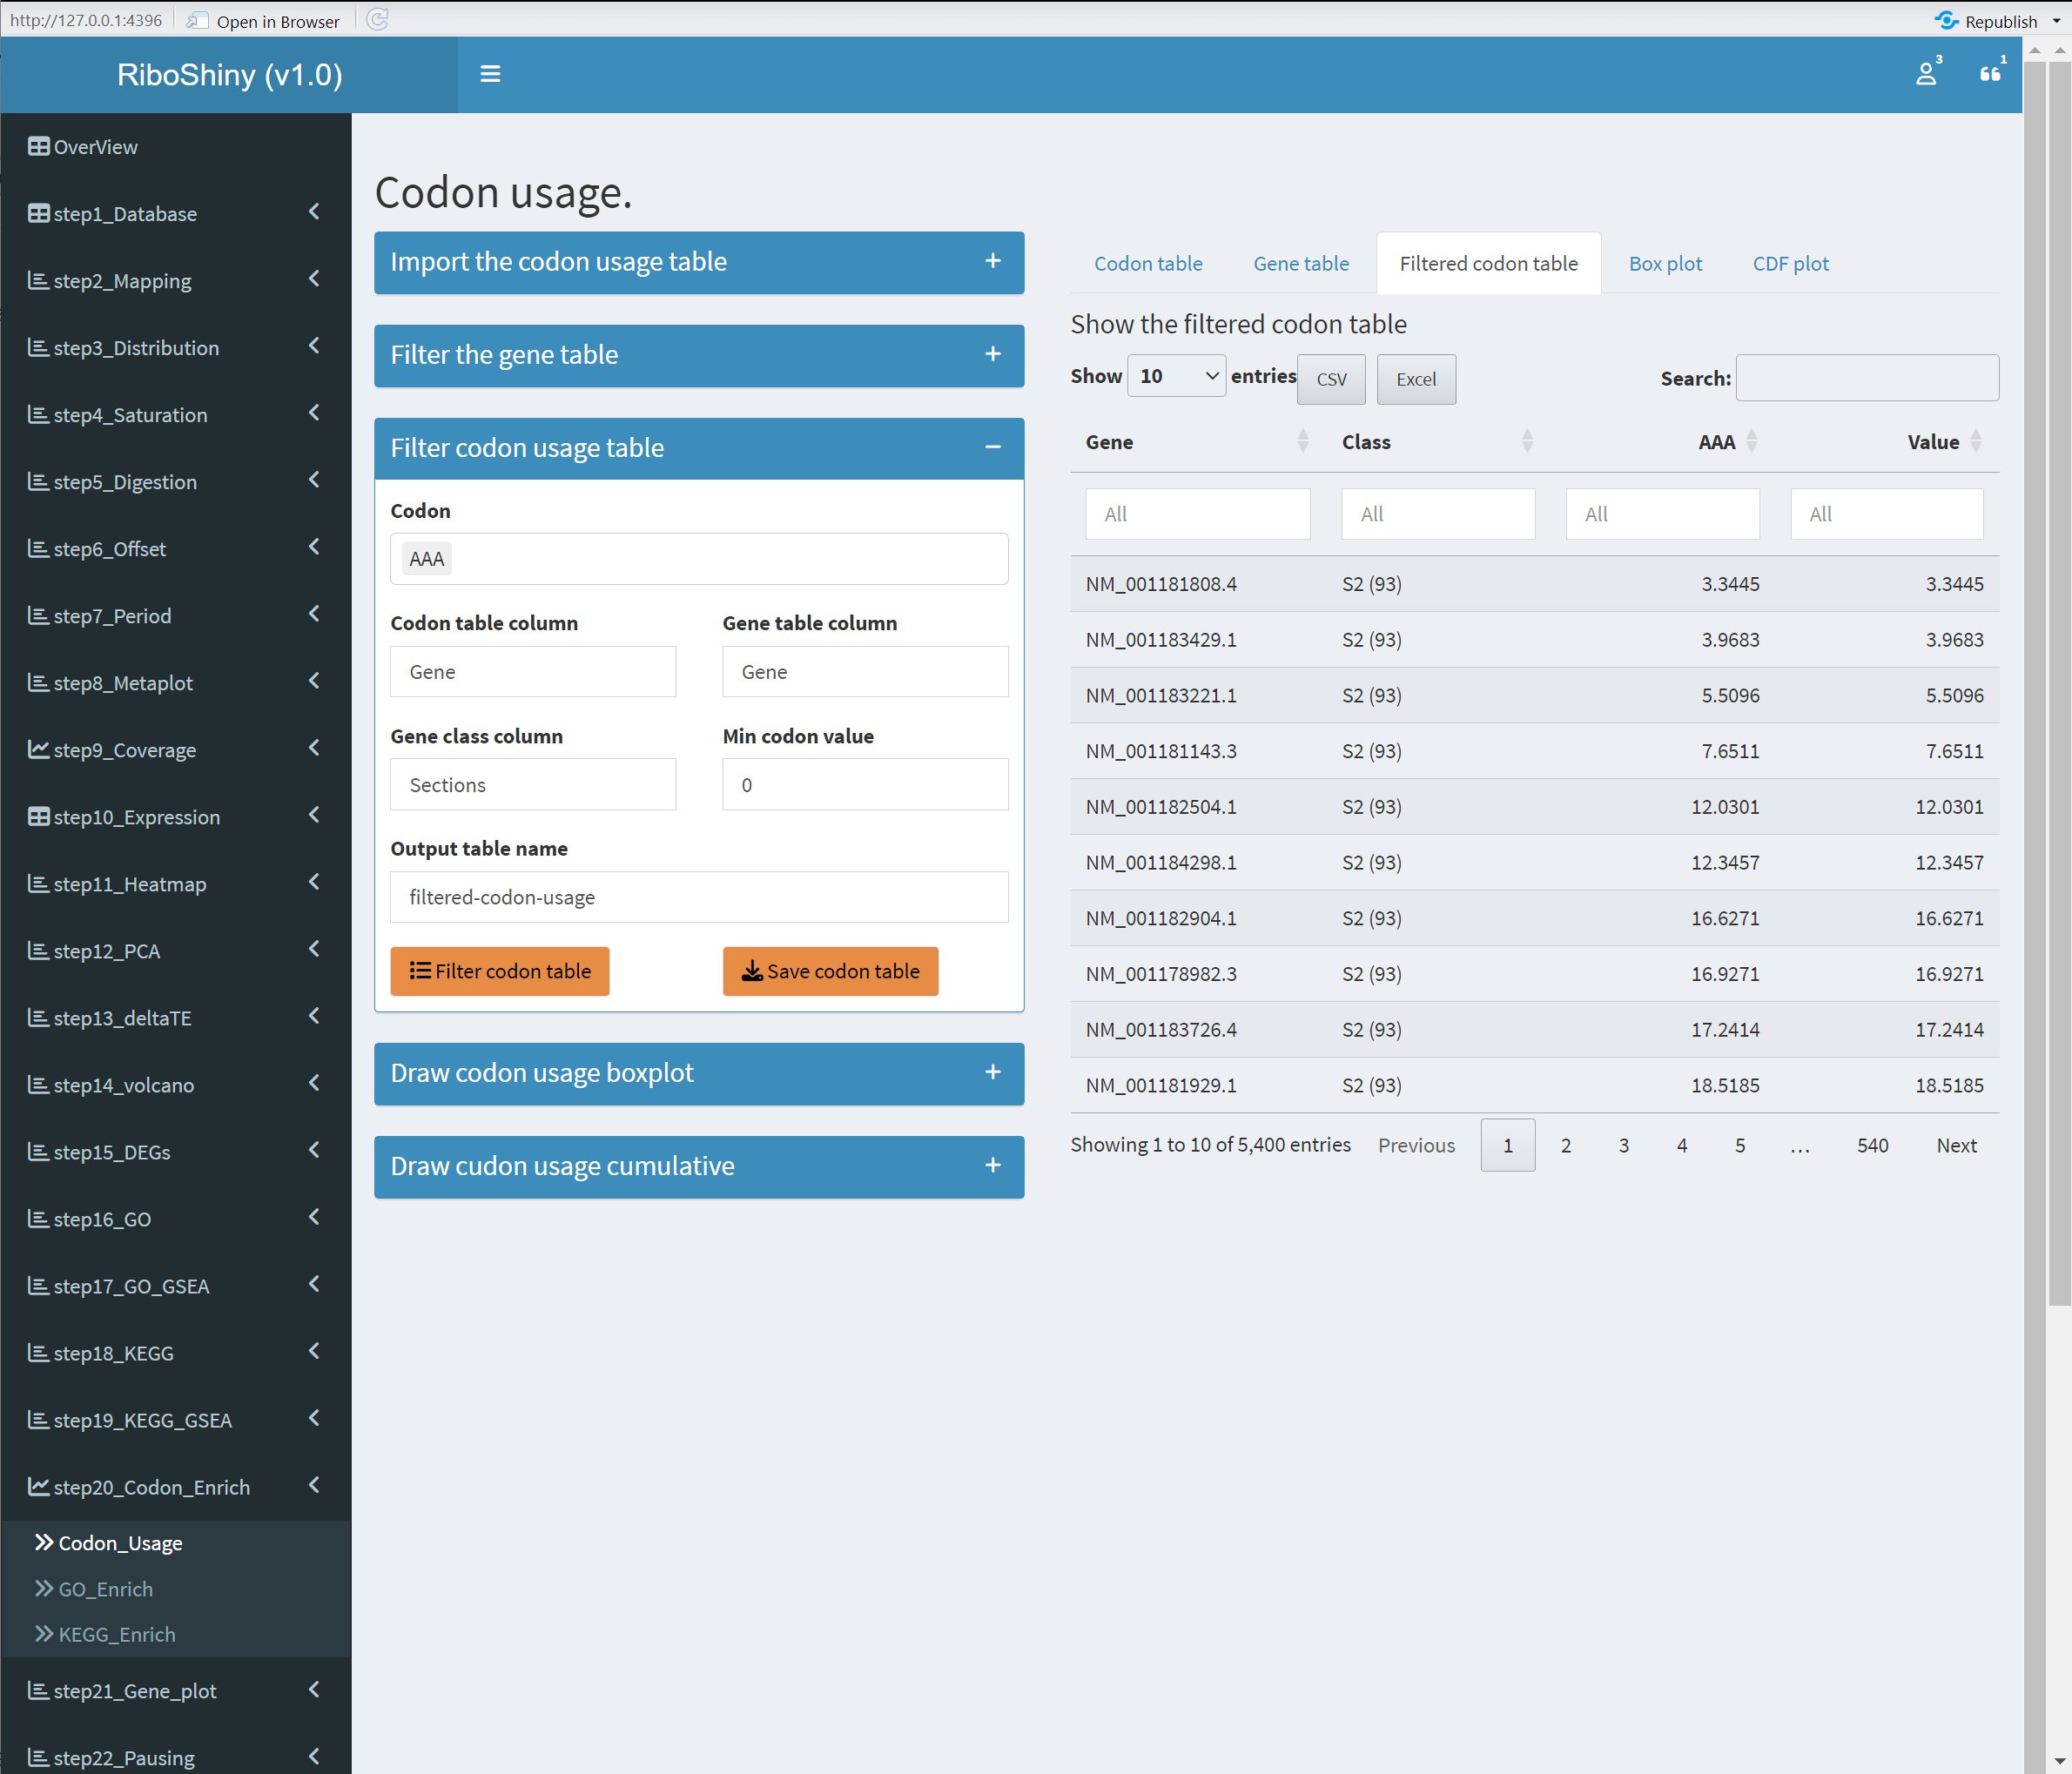 http://127.0.0.1:4396 Open in Browser Republish
RiboShiny (v1.0) 3 1
OverView
step1_Database
step2_Mapping
step3_Distribution
step4_Saturation
step5_Digestion
step6_Offset
step7_Period
step8_Metaplot
step9_Coverage
step10_Expression
step11_Heatmap
step12_PCA
step13_deltaTE
step14_volcano
step15_DEGs
step16_GO
step17_GO_GSEA
step18_KEGG
step19_KEGG_GSEA
step20_Codon_Enrich
Codon_Usage
GO_Enrich
KEGG_Enrich
step21_Gene_plot
step22_Pausing
Codon usage.
Import the codon usage table
Filter the gene table
Filter codon usage table
Codon
AAA
Codon table column Gene table column
Gene Gene
Gene class column Min codon value
Sections 0
Output table name
filtered-codon-usage
Filter codon table Save codon table
Draw codon usage boxplot
Draw cudon usage cumulative
Codon table Gene table Filtered codon table Box plot CDF plot
Show the filtered codon table
Show 10 entries CSV Excel Search:
Gene Class AAA Value
All All All All
NM_001181808.4 S2 (93) 3.3445 3.3445
NM_001183429.1 S2 (93) 3.9683 3.9683
NM_001183221.1 S2 (93) 5.5096 5.5096
NM_001181143.3 S2 (93) 7.6511 7.6511
NM_001182504.1 S2 (93) 12.0301 12.0301
NM_001184298.1 S2 (93) 12.3457 12.3457
NM_001182904.1 S2 (93) 16.6271 16.6271
NM_001178982.3 S2 (93) 16.9271 16.9271
NM_001183726.4 S2 (93) 17.2414 17.2414
NM_001181929.1 S2 (93) 18.5185 18.5185
Showing 1 to 10 of 5,400 entries Previous 1 2 3 4 5 … 540 Next